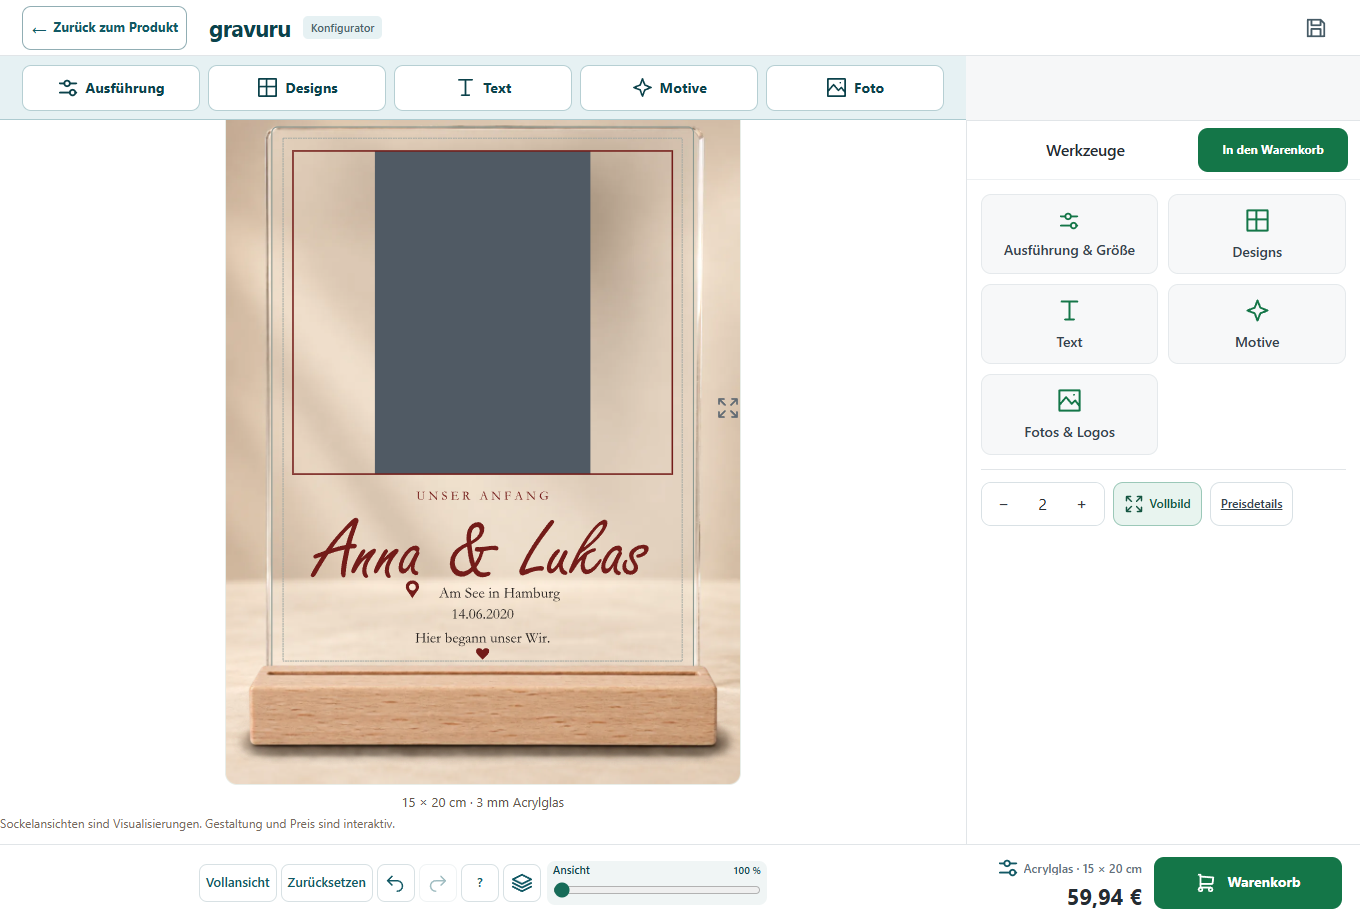 ← Zurück zum Produkt
gravuru
Konfigurator
Ausführung
Designs
Text
Motive
Foto
Werkzeuge
In den Warenkorb
Ausführung & Größe
Designs
Text
Motive
Fotos & Logos
− 2 +
Vollbild
Preisdetails
UNSER ANFANG
Anna & Lukas
Am See in Hamburg
14.06.2020
Hier begann unser Wir.
15 × 20 cm · 3 mm Acrylglas
Sockelansichten sind Visualisierungen. Gestaltung und Preis sind interaktiv.
Vollansicht
Zurücksetzen
?
Ansicht
100 %
Acrylglas · 15 × 20 cm
59,94 €
Warenkorb